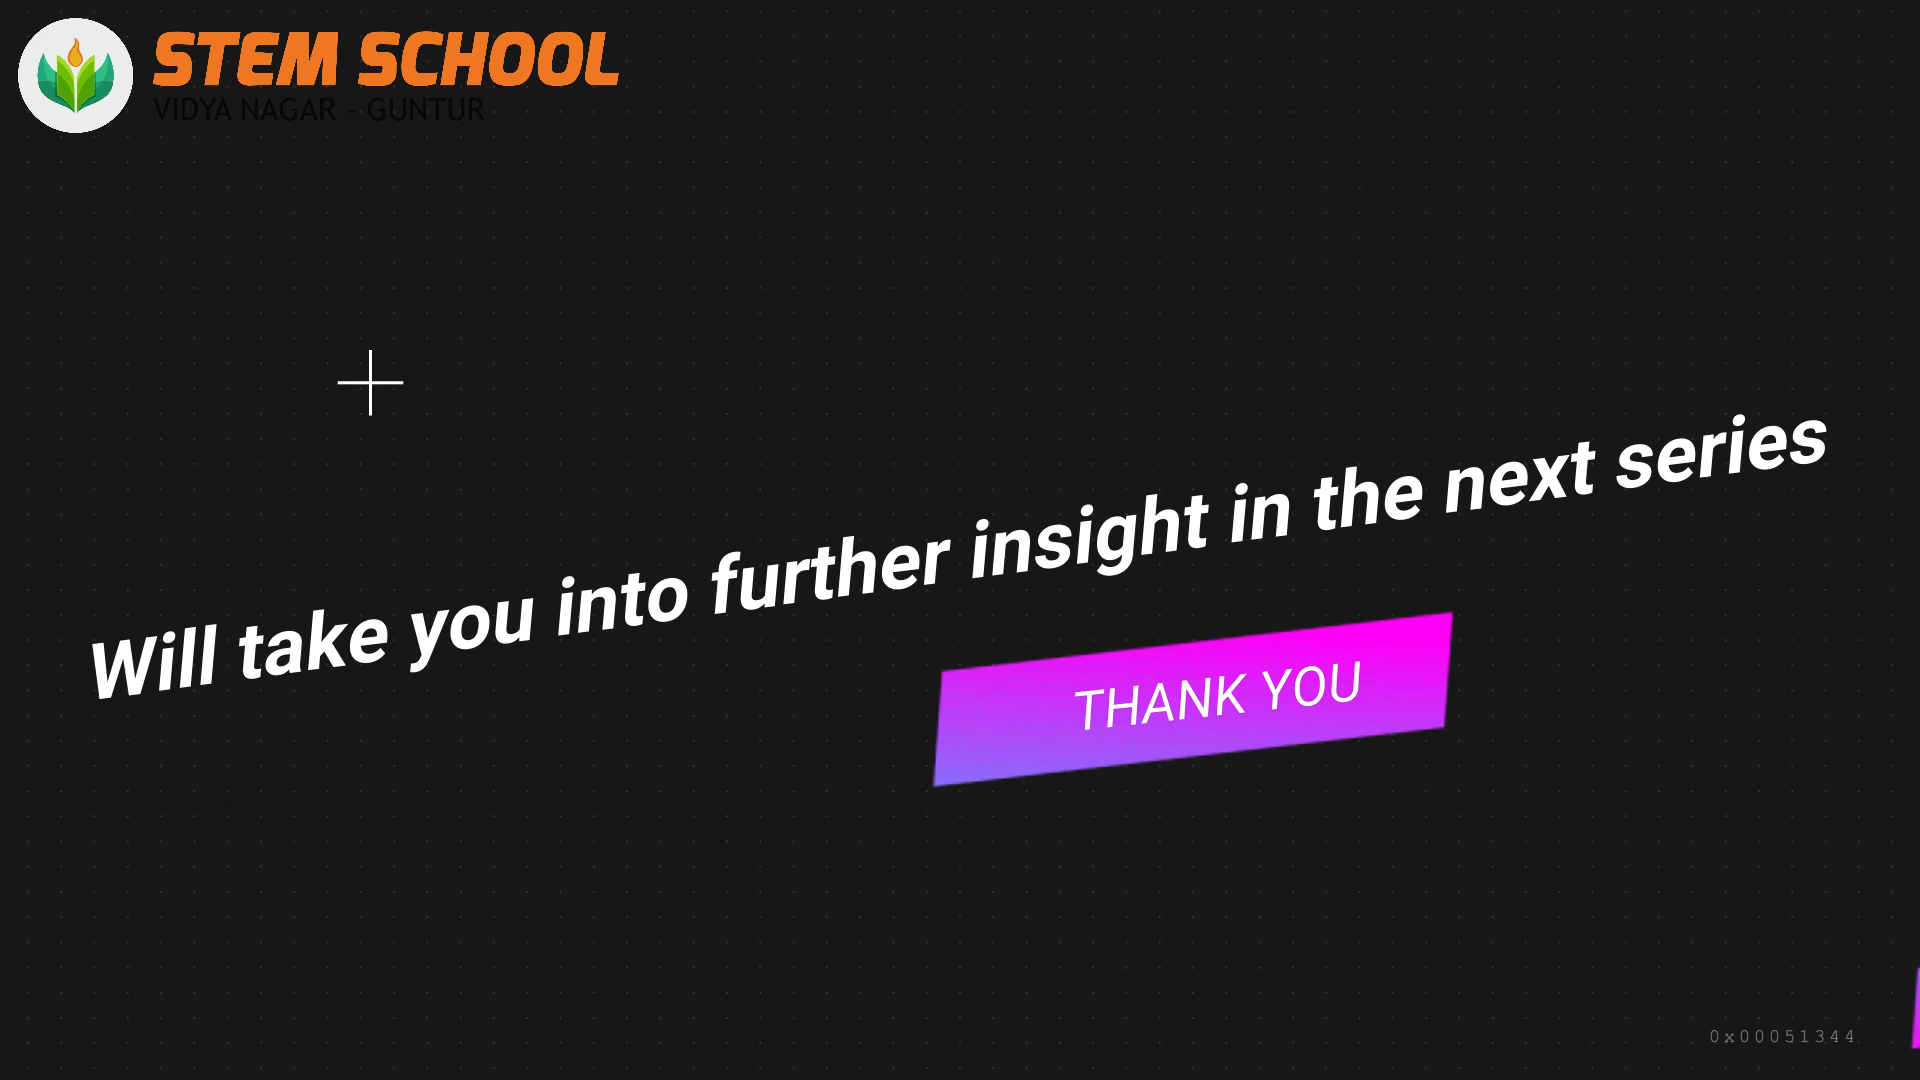 STEM SCHOOL
VIDYA NAGAR - GUNTUR
Will take you into further insight in the next series
THANK YOU
0x00051344